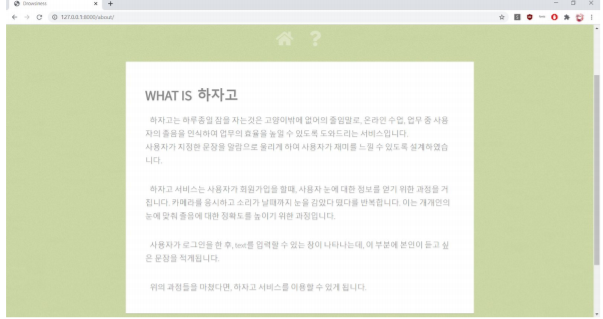 Drowsiness
127.0.0.1:8000/about/
?
WHAT IS 하자고
하자고는 하루종일 잠을 자는것은 고양이밖에 없어의 줄임말로, 온라인 수업, 업무 중 사용
자의 졸음을 인식하여 업무의 효율을 높일 수 있도록 도와드리는 서비스입니다.
사용자가 지정한 문장을 알람으로 울리게 하여 사용자가 재미를 느낄 수 있도록 설계하였습
니다.
하자고 서비스는 사용자가 회원가입을 할때, 사용자 눈에 대한 정보를 얻기 위한 과정을 거
칩니다. 카메라를 응시하고 소리가 날때까지 눈을 감았다 떴다를 반복합니다. 이는 개개인의
눈에 맞춰 졸음에 대한 정확도를 높이기 위한 과정입니다.
사용자가 로그인을 한 후, text를 입력할 수 있는 창이 나타나는데, 이 부분에 본인이 듣고 싶
은 문장을 적게됩니다.
위의 과정들을 마쳤다면, 하자고 서비스를 이용할 수 있게 됩니다.